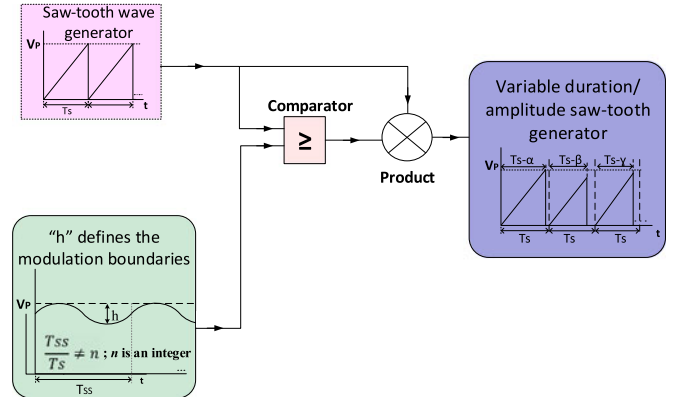 Saw-tooth wave
generator
VP
Ts
...
t
Comparator
≥
Product
Variable duration/
amplitude saw-tooth
generator
VP Ts-α Ts-β Ts-γ
...
Ts Ts Ts t
“h” defines the
modulation boundaries
VP
h
Tss/Ts ≠ n ; n is an integer
...
Tss t